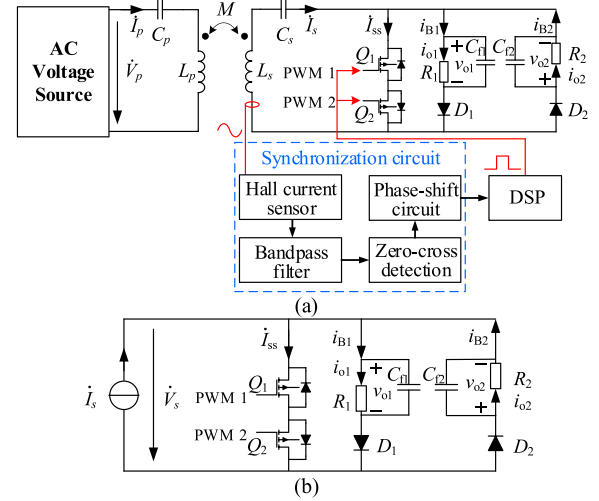 AC
Voltage
Source
İp
Cp
V̇p
Lp
M
Ls
Cs
İs
İss
Q1
PWM 1
PWM 2
Q2
iB1
io1
+
R1
−
vo1
Cf1
D1
Cf2
−
vo2
+
iB2
R2
io2
D2
Synchronization circuit
Hall current
sensor
Phase-shift
circuit
DSP
Bandpass
filter
Zero-cross
detection
(a)
İs
V̇s
İss
Q1
PWM 1
PWM 2
Q2
iB1
io1
R1
+
vo1
−
Cf1
D1
Cf2
−
vo2
+
iB2
R2
io2
D2
(b)